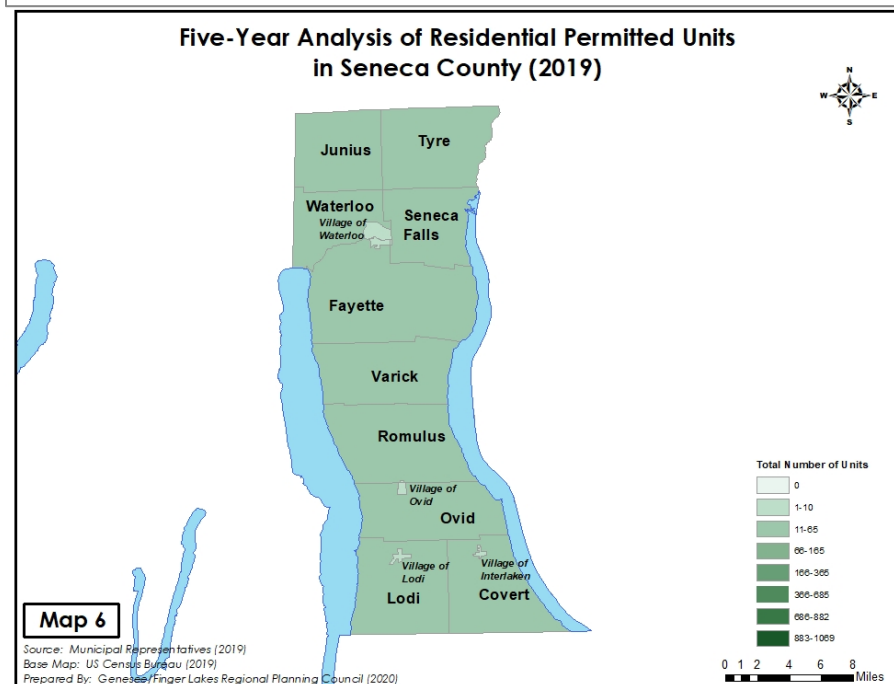 Five-Year Analysis of Residential Permitted Units
in Seneca County (2019)
N
W E
S
Junius
Tyre
Waterloo
Village of
Waterloo
Seneca
Falls
Fayette
Varick
Romulus
Village of
Ovid
Ovid
Village of
Lodi
Lodi
Village of
Interlaken
Covert
Total Number of Units
0
1-10
11-65
66-165
166-365
366-685
686-882
883-1069
Map 6
Source: Municipal Representatives (2019)
Base Map: US Census Bureau (2019)
Prepared By: Genesee/Finger Lakes Regional Planning Council (2020)
0 1 2 4 6 8
Miles